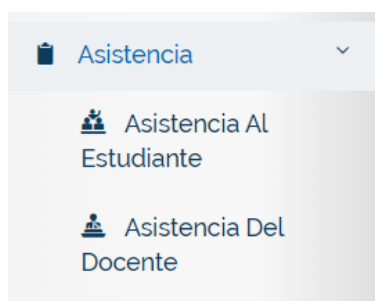 Asistencia
Asistencia Al
Estudiante
Asistencia Del
Docente